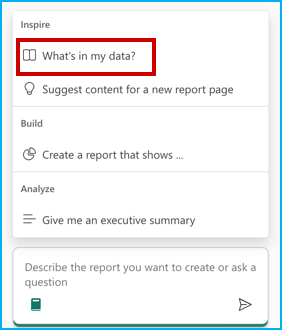 Inspire
What's in my data?
Suggest content for a new report page
Build
Create a report that shows ...
Analyze
Give me an executive summary
Describe the report you want to create or ask a
question